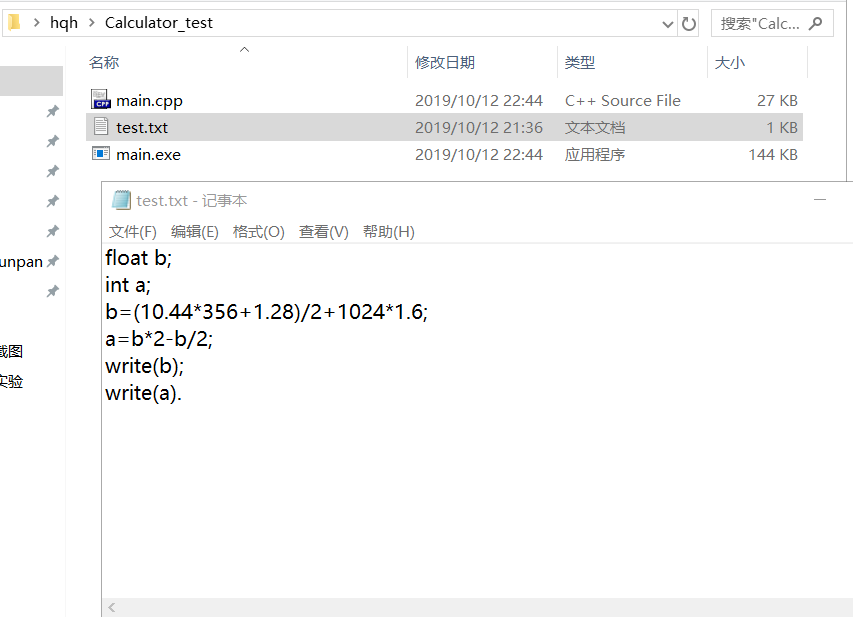 hqh > Calculator_test
搜索"Calc...
名称 修改日期 类型 大小
main.cpp 2019/10/12 22:44 C++ Source File 27 KB
test.txt 2019/10/12 21:36 文本文档 1 KB
main.exe 2019/10/12 22:44 应用程序 144 KB
unpan
截图
实验
test.txt - 记事本
文件(F) 编辑(E) 格式(O) 查看(V) 帮助(H)
float b;
int a;
b=(10.44*356+1.28)/2+1024*1.6;
a=b*2-b/2;
write(b);
write(a).